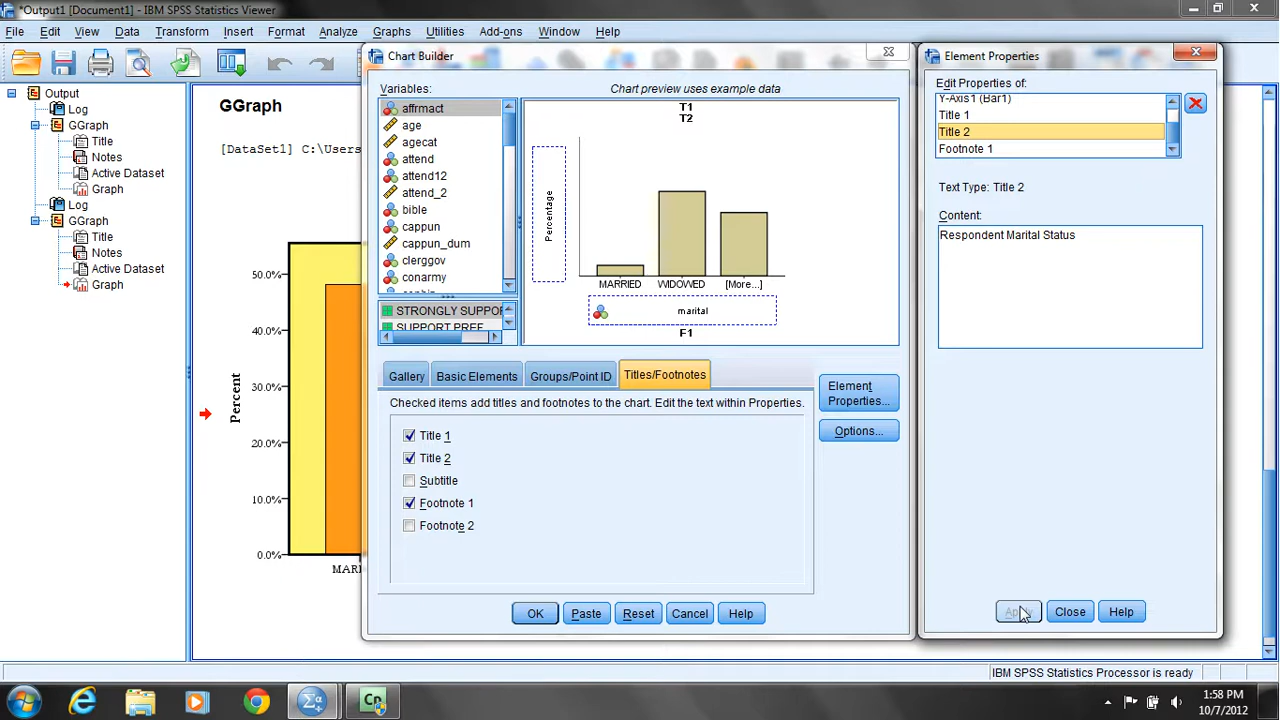 *Output1 [Document1] - IBM SPSS Statistics Viewer
File Edit View Data Transform Insert Format Analyze Graphs Utilities Add-ons Window Help
Output
Log
GGraph
Title
Notes
Active Dataset
Graph
Log
GGraph
Title
Notes
Active Dataset
Graph
GGraph
[DataSet1] C:\Users
Percent
50.0%
40.0%
30.0%
20.0%
10.0%
0.0%
Chart Builder
Variables:
affrmact
age
agecat
attend
attend12
attend_2
bible
cappun
cappun_dum
clerggov
conarmy
STRONGLY SUPPO
SUPPORT PREF
Chart preview uses example data
T1
T2
Percentage
MARRIED WIDOWED [More...]
marital
F1
Gallery Basic Elements Groups/Point ID Titles/Footnotes
Checked items add titles and footnotes to the chart. Edit the text within Properties.
Title 1
Title 2
Subtitle
Footnote 1
Footnote 2
Element
Properties...
Options...
OK Paste Reset Cancel Help
Element Properties
Edit Properties of:
Y-Axis1 (Bar1)
Title 1
Title 2
Footnote 1
Text Type: Title 2
Content:
Respondent Marital Status
Close Help
IBM SPSS Statistics Processor is ready
1:58 PM
10/7/2012